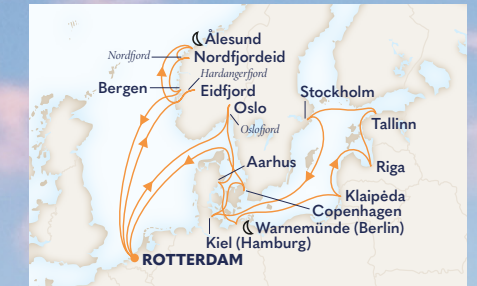 Ålesund
Nordfjord
Nordfjordeid
Hardangerfjord
Bergen
Eidfjord
Oslo
Stockholm
Oslofjord
Tallinn
Aarhus
Riga
Klaipėda
Copenhagen
Warnemünde (Berlin)
Kiel (Hamburg)
ROTTERDAM